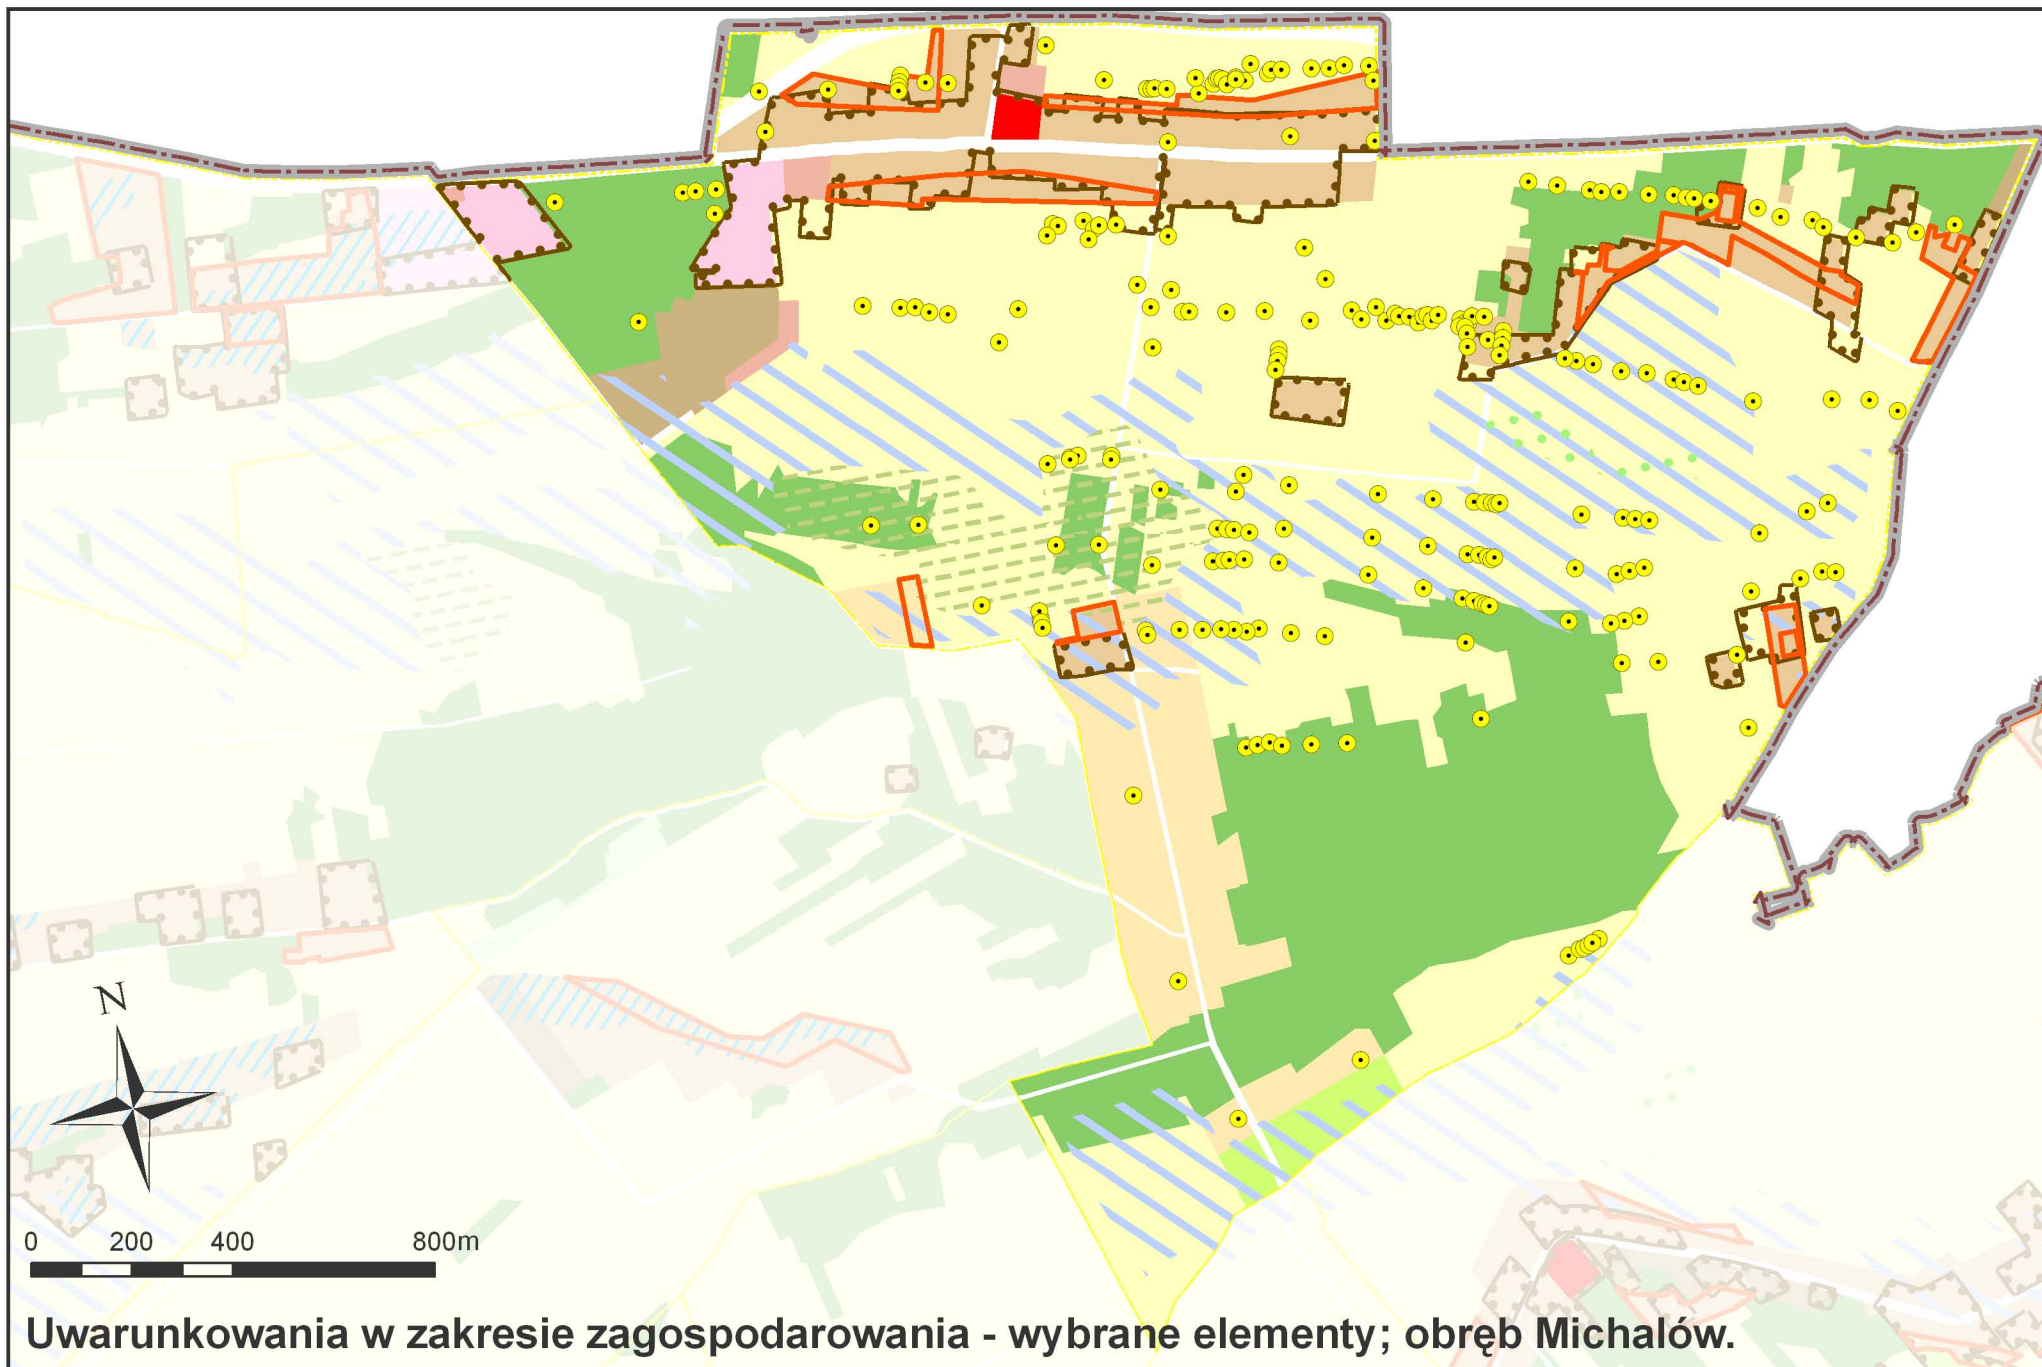 N
0 200 400 800m
Uwarunkowania w zakresie zagospodarowania - wybrane elementy; obręb Michalów.